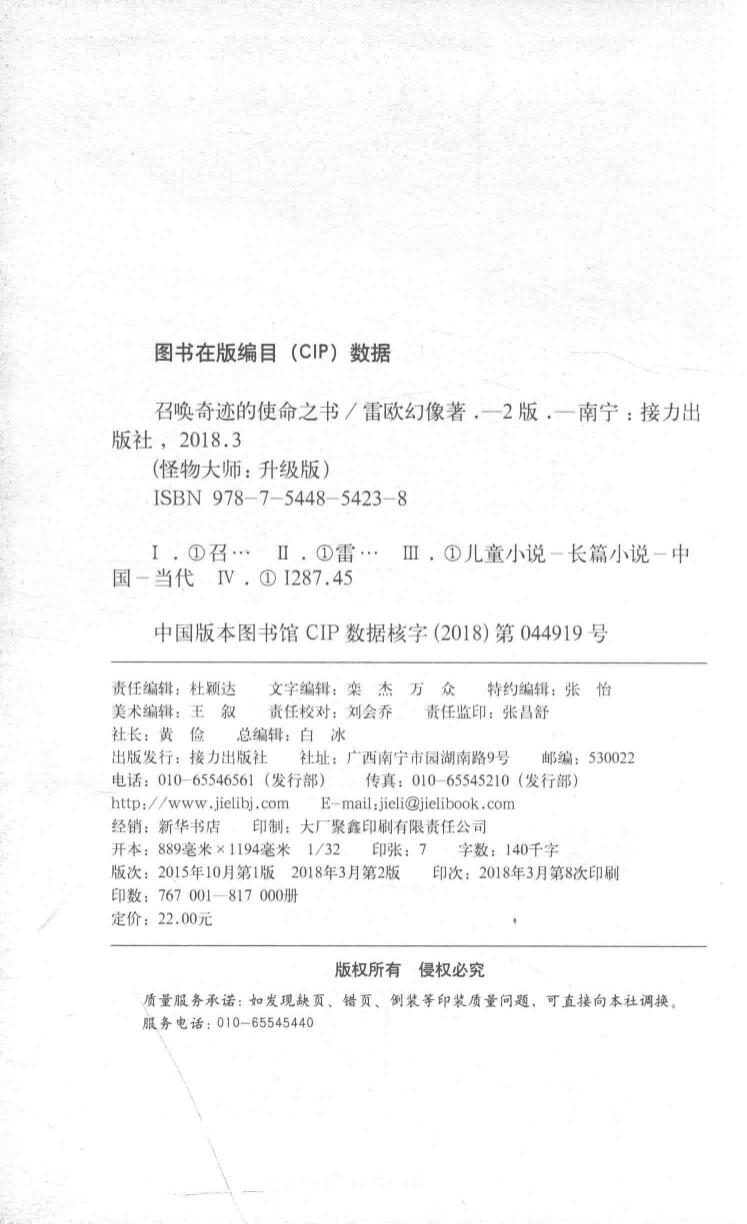 图书在版编目（CIP）数据
召唤奇迹的使命之书／雷欧幻像著．—2版．—南宁：接力出
版社，2018.3
（怪物大师：升级版）
ISBN 978-7-5448-5423-8
Ⅰ．①召… Ⅱ．①雷… Ⅲ．①儿童小说－长篇小说－中
国－当代 Ⅳ．① I287.45
中国版本图书馆 CIP 数据核字（2018）第 044919 号
责任编辑：杜颖达 文字编辑：栾 杰 万 众 特约编辑：张 怡
美术编辑：王 叙 责任校对：刘会乔 责任监印：张昌舒
社长：黄 俭 总编辑：白 冰
出版发行：接力出版社 社址：广西南宁市园湖南路9号 邮编：530022
电话：010-65546561（发行部） 传真：010-65545210（发行部）
http://www.jielibj.com E-mail:jieli@jielibook.com
经销：新华书店 印制：大厂聚鑫印刷有限责任公司
开本：889毫米×1194毫米 1/32 印张：7 字数：140千字
版次：2015年10月第1版 2018年3月第2版 印次：2018年3月第8次印刷
印数：767 001—817 000册
定价：22.00元
版权所有 侵权必究
质量服务承诺：如发现缺页、错页、倒装等印装质量问题，可直接向本社调换。
服务电话：010-65545440